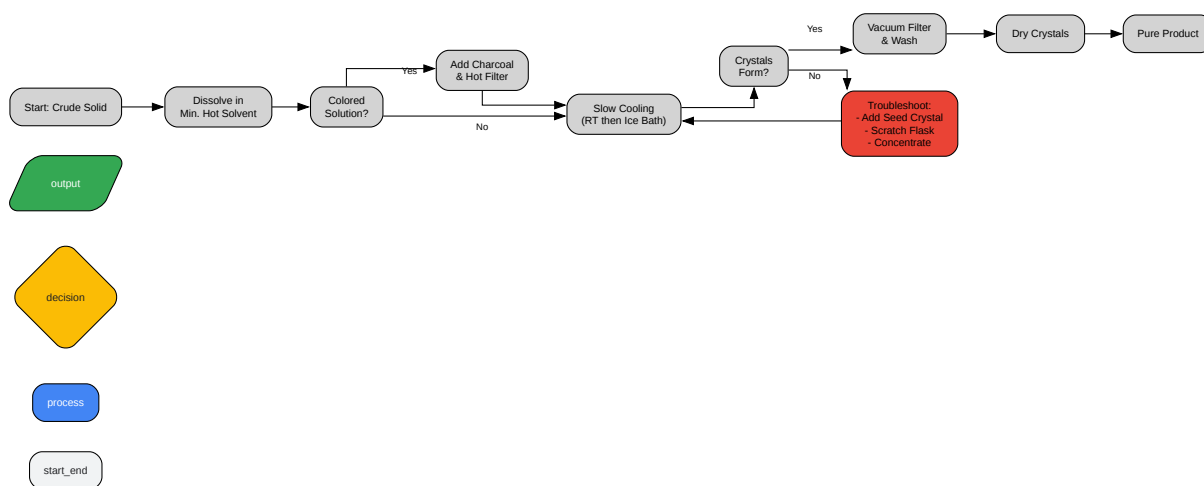 Start: Crude Solid
Dissolve in
Min. Hot Solvent
Colored
Solution?
Yes
No
Add Charcoal
& Hot Filter
Slow Cooling
(RT then Ice Bath)
Crystals
Form?
Yes
No
Vacuum Filter
& Wash
Dry Crystals
Pure Product
Troubleshoot:
- Add Seed Crystal
- Scratch Flask
- Concentrate
output
decision
process
start_end